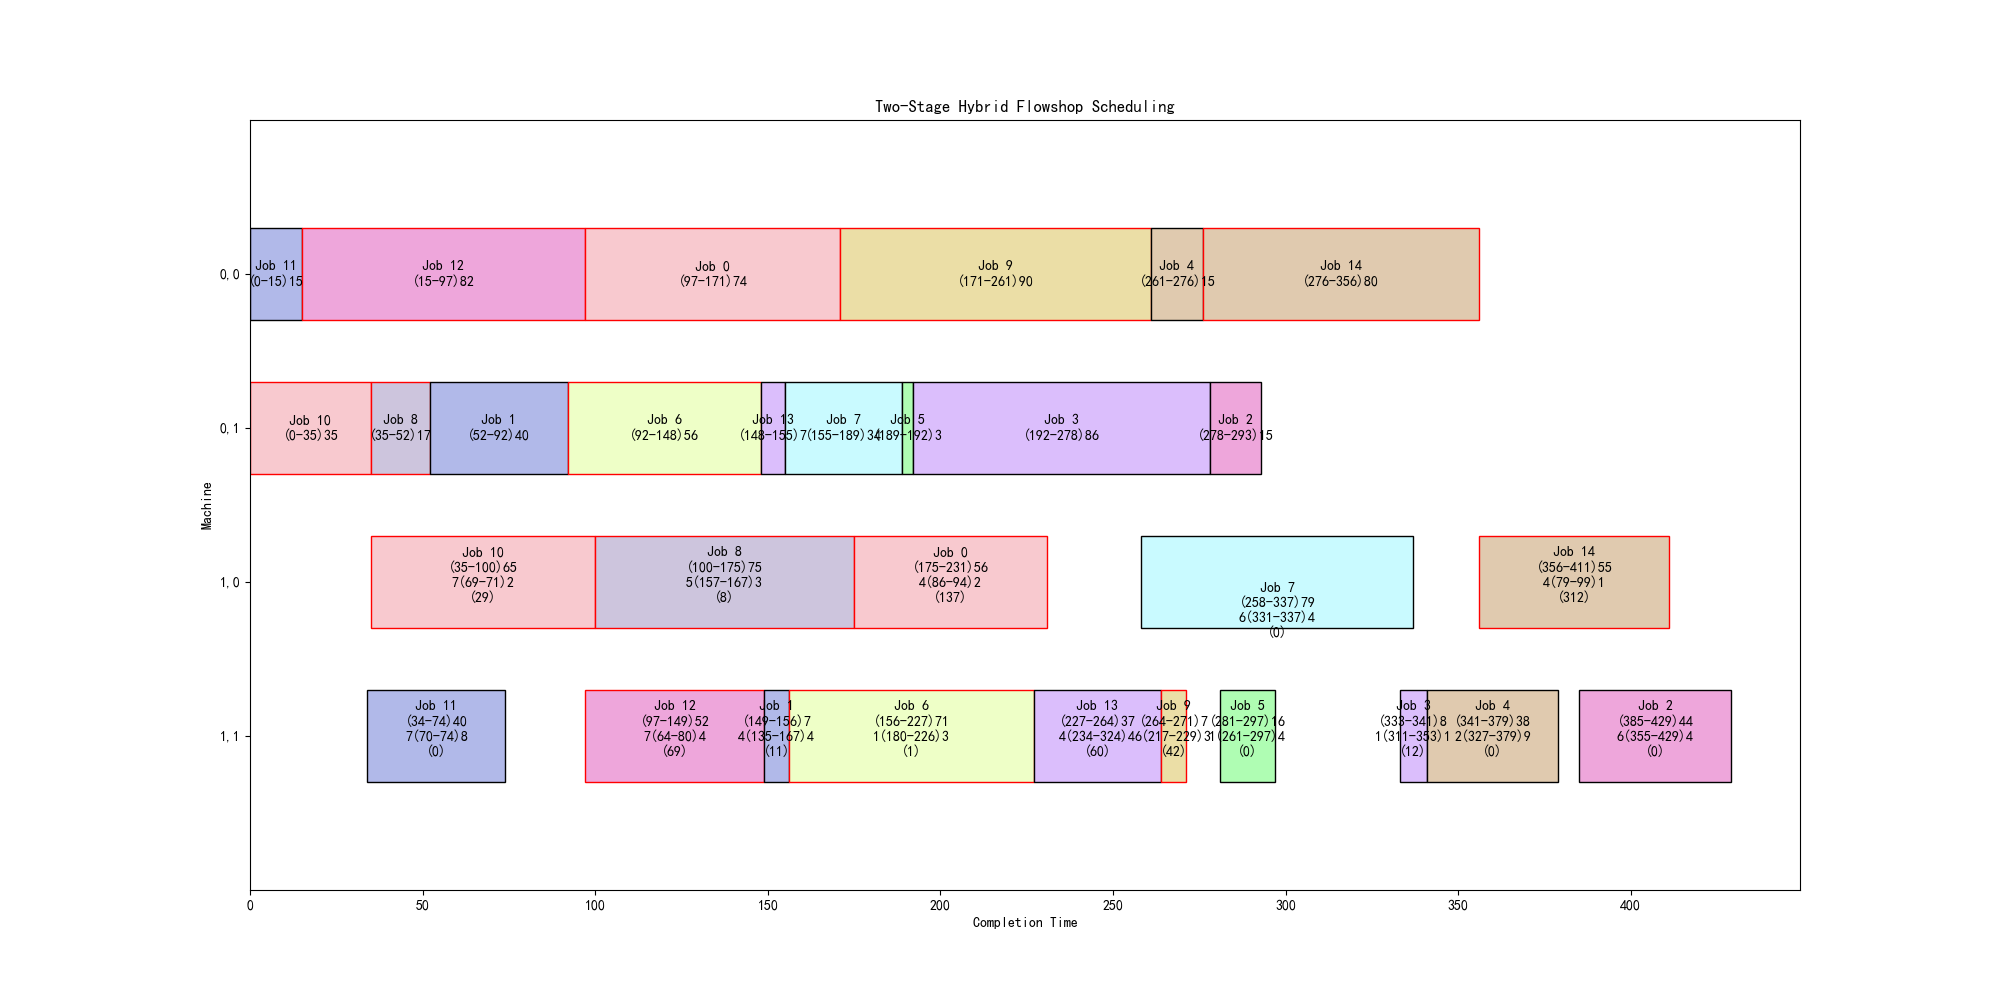 Two-Stage Hybrid Flowshop Scheduling
Machine
0,0
Job 11
(0-15)15
Job 12
(15-97)82
Job 0
(97-171)74
Job 9
(171-261)90
Job 4
(261-276)15
Job 14
(276-356)80
0,1
Job 10
(0-35)35
Job 8
(35-52)17
Job 1
(52-92)40
Job 6
(92-148)56
Job 13
(148-155)7
Job 7
(155-189)34
Job 5
(189-192)3
Job 3
(192-278)86
Job 2
(278-293)15
1,0
Job 10
(35-100)65
7(69-71)2
(29)
Job 8
(100-175)75
5(157-167)3
(8)
Job 0
(175-231)56
4(86-94)2
(137)
Job 7
(258-337)79
6(331-337)4
(0)
Job 14
(356-411)55
4(79-99)1
(312)
1,1
Job 11
(34-74)40
7(70-74)8
(0)
Job 12
(97-149)52
7(64-80)4
(69)
Job 1
(149-156)7
4(135-167)4
(11)
Job 6
(156-227)71
1(180-226)3
(1)
Job 13
(227-264)37
4(234-324)4
(60)
Job 9
(264-271)7
6(217-229)3
(42)
Job 5
(281-297)16
1(261-297)4
(0)
Job 3
(333-341)8
1(311-353)1
(12)
Job 4
(341-379)38
2(327-379)9
(0)
Job 2
(385-429)44
6(355-429)4
(0)
0
50
100
150
200
250
300
350
400
Completion Time